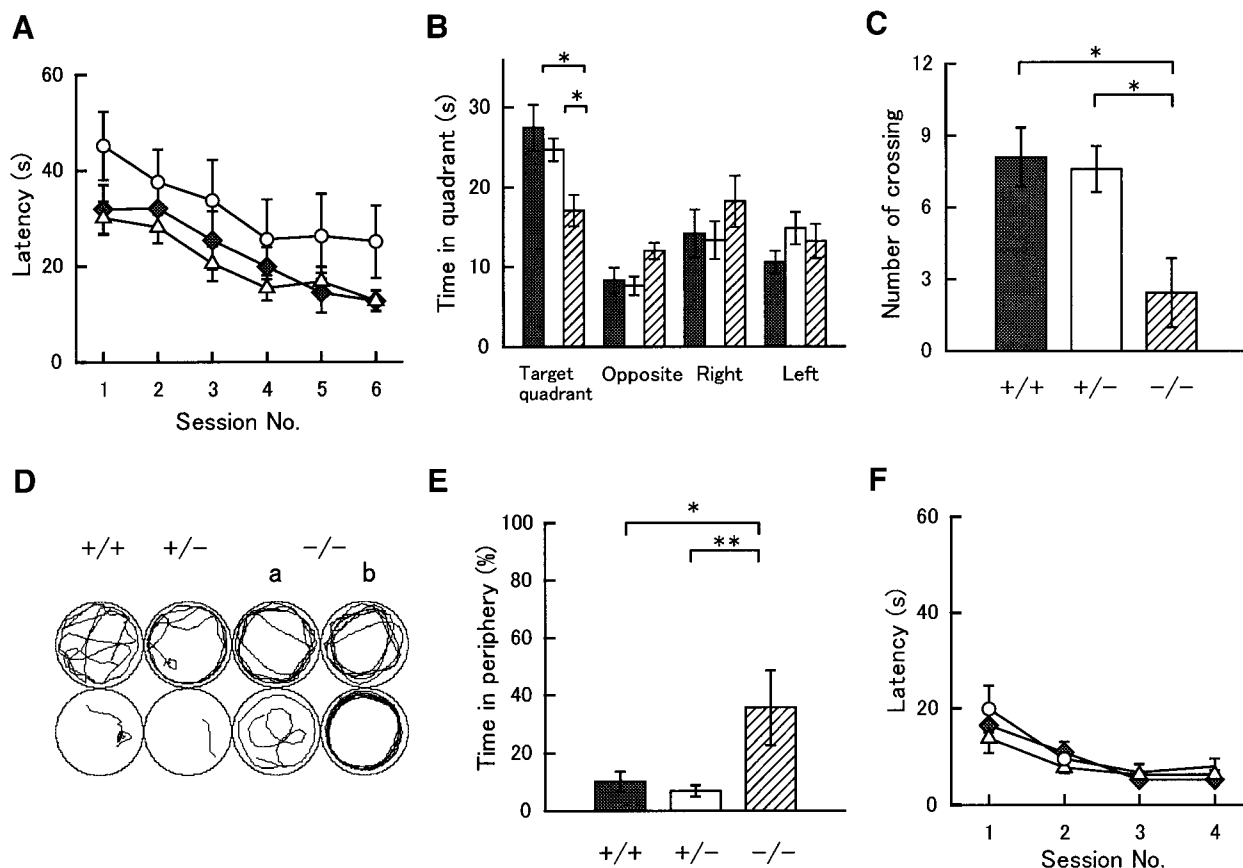 A
Latency (s)
60
40
20
0
1 2 3 4 5 6
Session No.
B
Time in quadrant (s)
30
20
10
0
*
*
Target quadrant
Opposite
Right
Left
C
Number of crossing
12
9
6
3
0
*
*
+/+ +/- -/-
D
+/+ +/- -/-
a b
E
Time in periphery (%)
100
80
60
40
20
0
*
**
+/+ +/- -/-
F
Latency (s)
60
40
20
0
1 2 3 4
Session No.